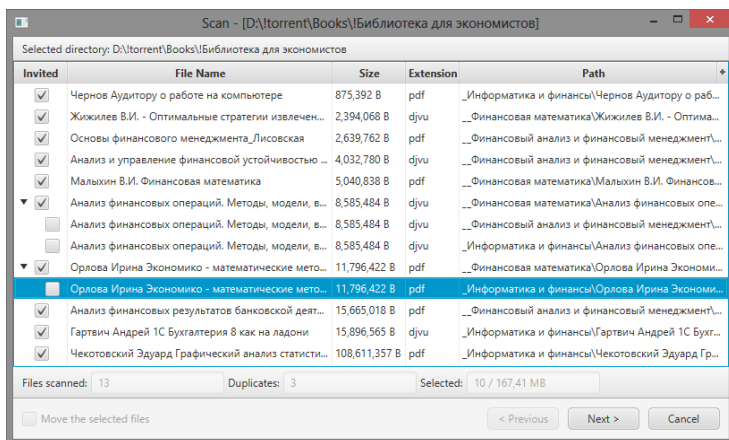 Scan - [D:\!torrent\Books\!Библиотека для экономистов]
Selected directory: D:\!torrent\Books\!Библиотека для экономистов
Invited File Name Size Extension Path +
Чернов Аудитору о работе на компьютере 875,392 B pdf _Информатика и финансы\Чернов Аудитору о раб...
Жижилев В.И. - Оптимальные стратегии извлечен... 2,394,068 B djvu __Финансовая математика\Жижилев В.И. - Оптима...
Основы финансового менеджмента_Лисовская 2,639,762 B pdf __Финансовый анализ и финансовый менеджмент\...
Анализ и управление финансовой устойчивостью ... 4,032,780 B djvu __Финансовый анализ и финансовый менеджмент\...
Малыхин В.И. Финансовая математика 5,040,838 B pdf __Финансовая математика\Малыхин В.И. Финансов...
Анализ финансовых операций. Методы, модели, в... 8,585,484 B djvu __Финансовая математика\Анализ финансовых опе...
Анализ финансовых операций. Методы, модели, в... 8,585,484 B djvu __Финансовый анализ и финансовый менеджмент\...
Анализ финансовых операций. Методы, модели, в... 8,585,484 B djvu _Информатика и финансы\Анализ финансовых опе...
Орлова Ирина Экономико - математические мето... 11,796,422 B pdf __Финансовая математика\Орлова Ирина Экономи...
Орлова Ирина Экономико - математические мето... 11,796,422 B pdf _Информатика и финансы\Орлова Ирина Экономи...
Анализ финансовых результатов банковской деят... 15,665,018 B pdf __Финансовый анализ и финансовый менеджмент\...
Гартвич Андрей 1С Бухгалтерия 8 как на ладони 15,896,565 B djvu _Информатика и финансы\Гартвич Андрей 1С Бухг...
Чекотовский Эдуард Графический анализ статисти... 108,611,357 B pdf _Информатика и финансы\Чекотовский Эдуард Гр...
Files scanned: 13 Duplicates: 3 Selected: 10 / 167,41 MB
Move the selected files < Previous Next > Cancel